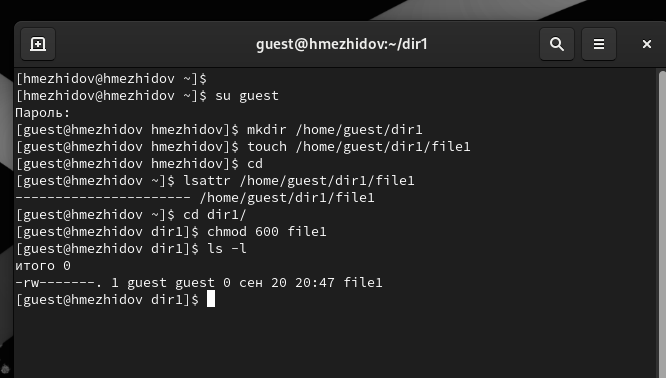 guest@hmezhidov:~/dir1
[hmezhidov@hmezhidov ~]$
[hmezhidov@hmezhidov ~]$ su guest
Пароль:
[guest@hmezhidov hmezhidov]$ mkdir /home/guest/dir1
[guest@hmezhidov hmezhidov]$ touch /home/guest/dir1/file1
[guest@hmezhidov hmezhidov]$ cd
[guest@hmezhidov ~]$ lsattr /home/guest/dir1/file1
---------------------- /home/guest/dir1/file1
[guest@hmezhidov ~]$ cd dir1/
[guest@hmezhidov dir1]$ chmod 600 file1
[guest@hmezhidov dir1]$ ls -l
итого 0
-rw-------. 1 guest guest 0 сен 20 20:47 file1
[guest@hmezhidov dir1]$